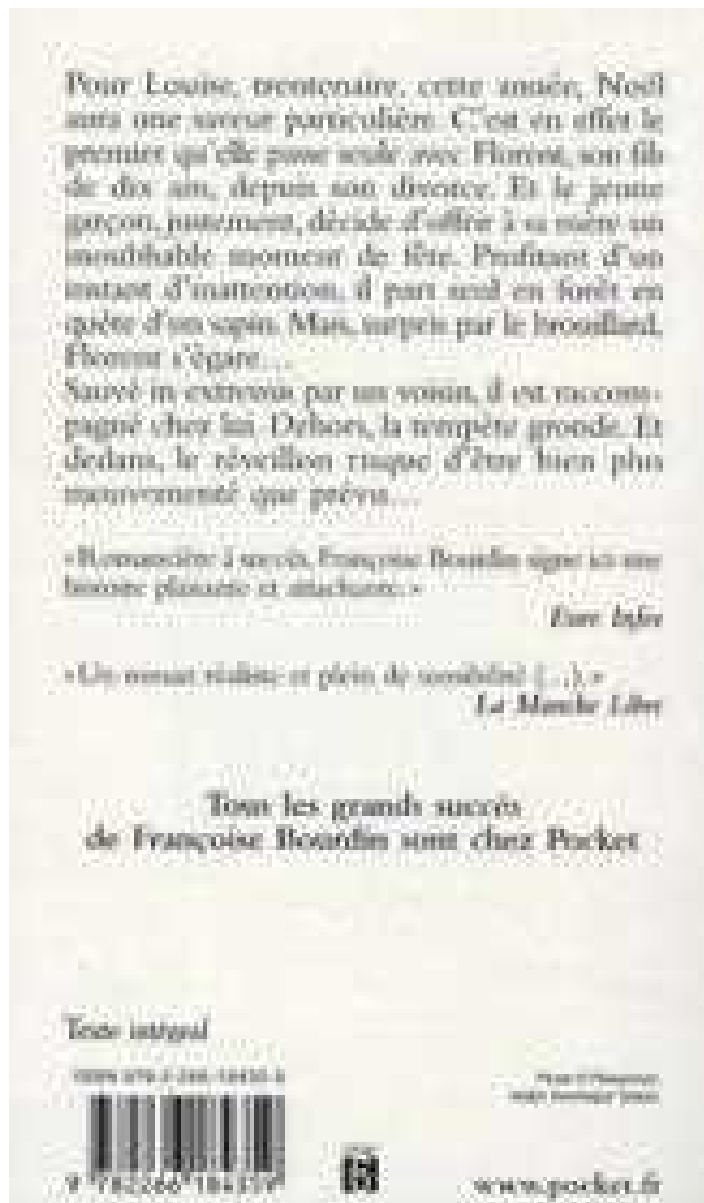 Pour Louise, trentenaire, cette année, Noël
aura une saveur particulière. C'est en effet le
premier qu'elle passe seule avec Florent, son fils
de dix ans, depuis son divorce. Et le jeune
garçon, justement, décide d'offrir à sa mère un
inoubliable moment de fête. Profitant d'un
instant d'inattention, il part seul en forêt en
quête d'un sapin. Mais, surpris par le brouillard,
Florent s'égare…
Sauvé in extremis par un voisin, il est raccom-
pagné chez lui. Dehors, la tempête gronde. Et
dedans, le réveillon risque d'être bien plus
mouvementé que prévu…
« Romancière à succès, Françoise Bourdin signe ici une
histoire plaisante et attachante. »
Eure Infos
« Un roman réaliste et plein de sensibilité (…). »
La Manche Libre
Tous les grands succès
de Françoise Bourdin sont chez Pocket
Texte intégral
ISBN
www.pocket.fr